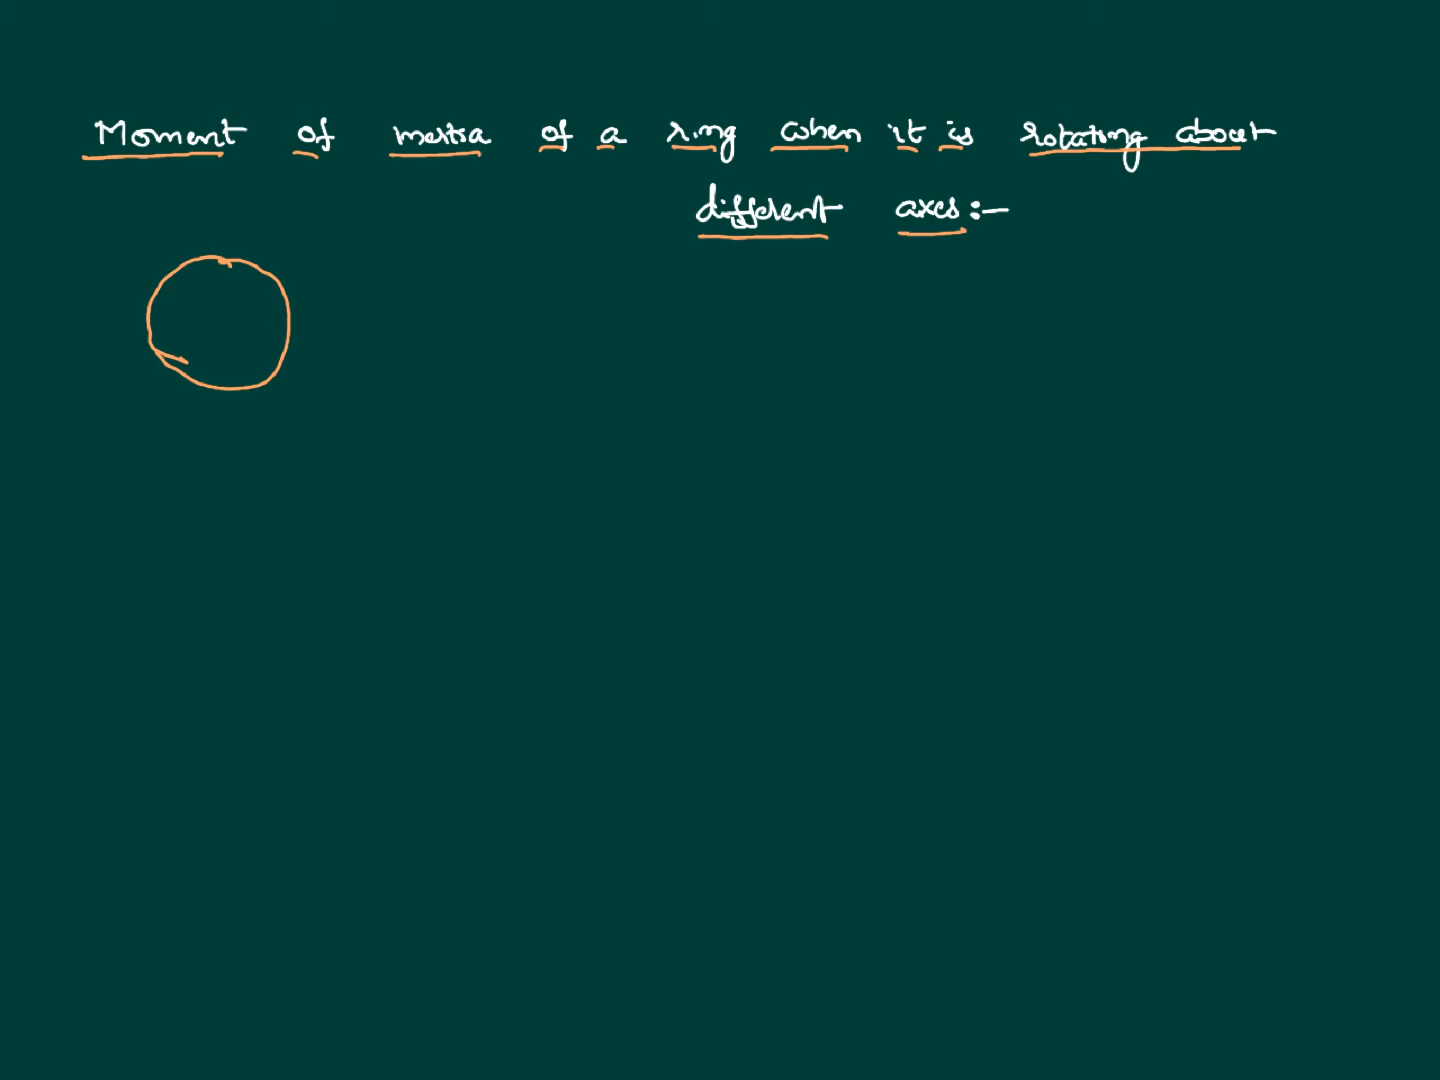 Moment of inertia of a ring when it is rotating about
different axes:-